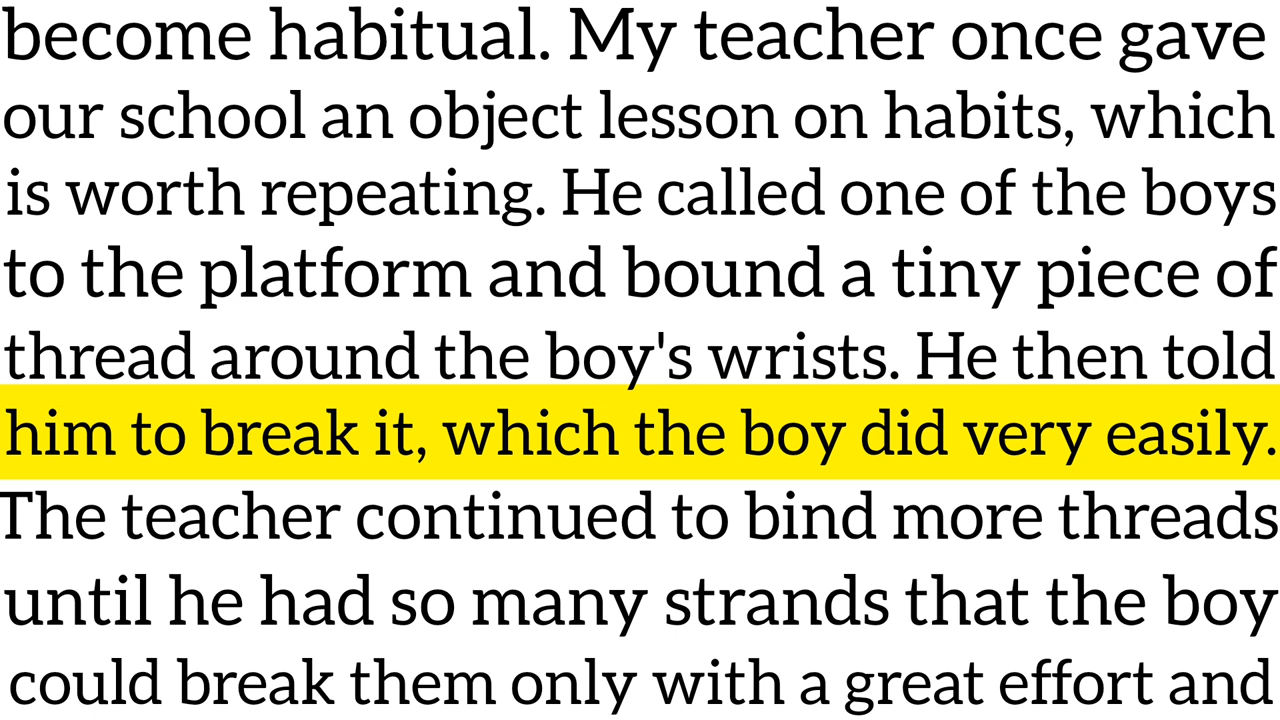 become habitual. My teacher once gave
our school an object lesson on habits, which
is worth repeating. He called one of the boys
to the platform and bound a tiny piece of
thread around the boy's wrists. He then told
him to break it, which the boy did very easily.
The teacher continued to bind more threads
until he had so many strands that the boy
could break them only with a great effort and